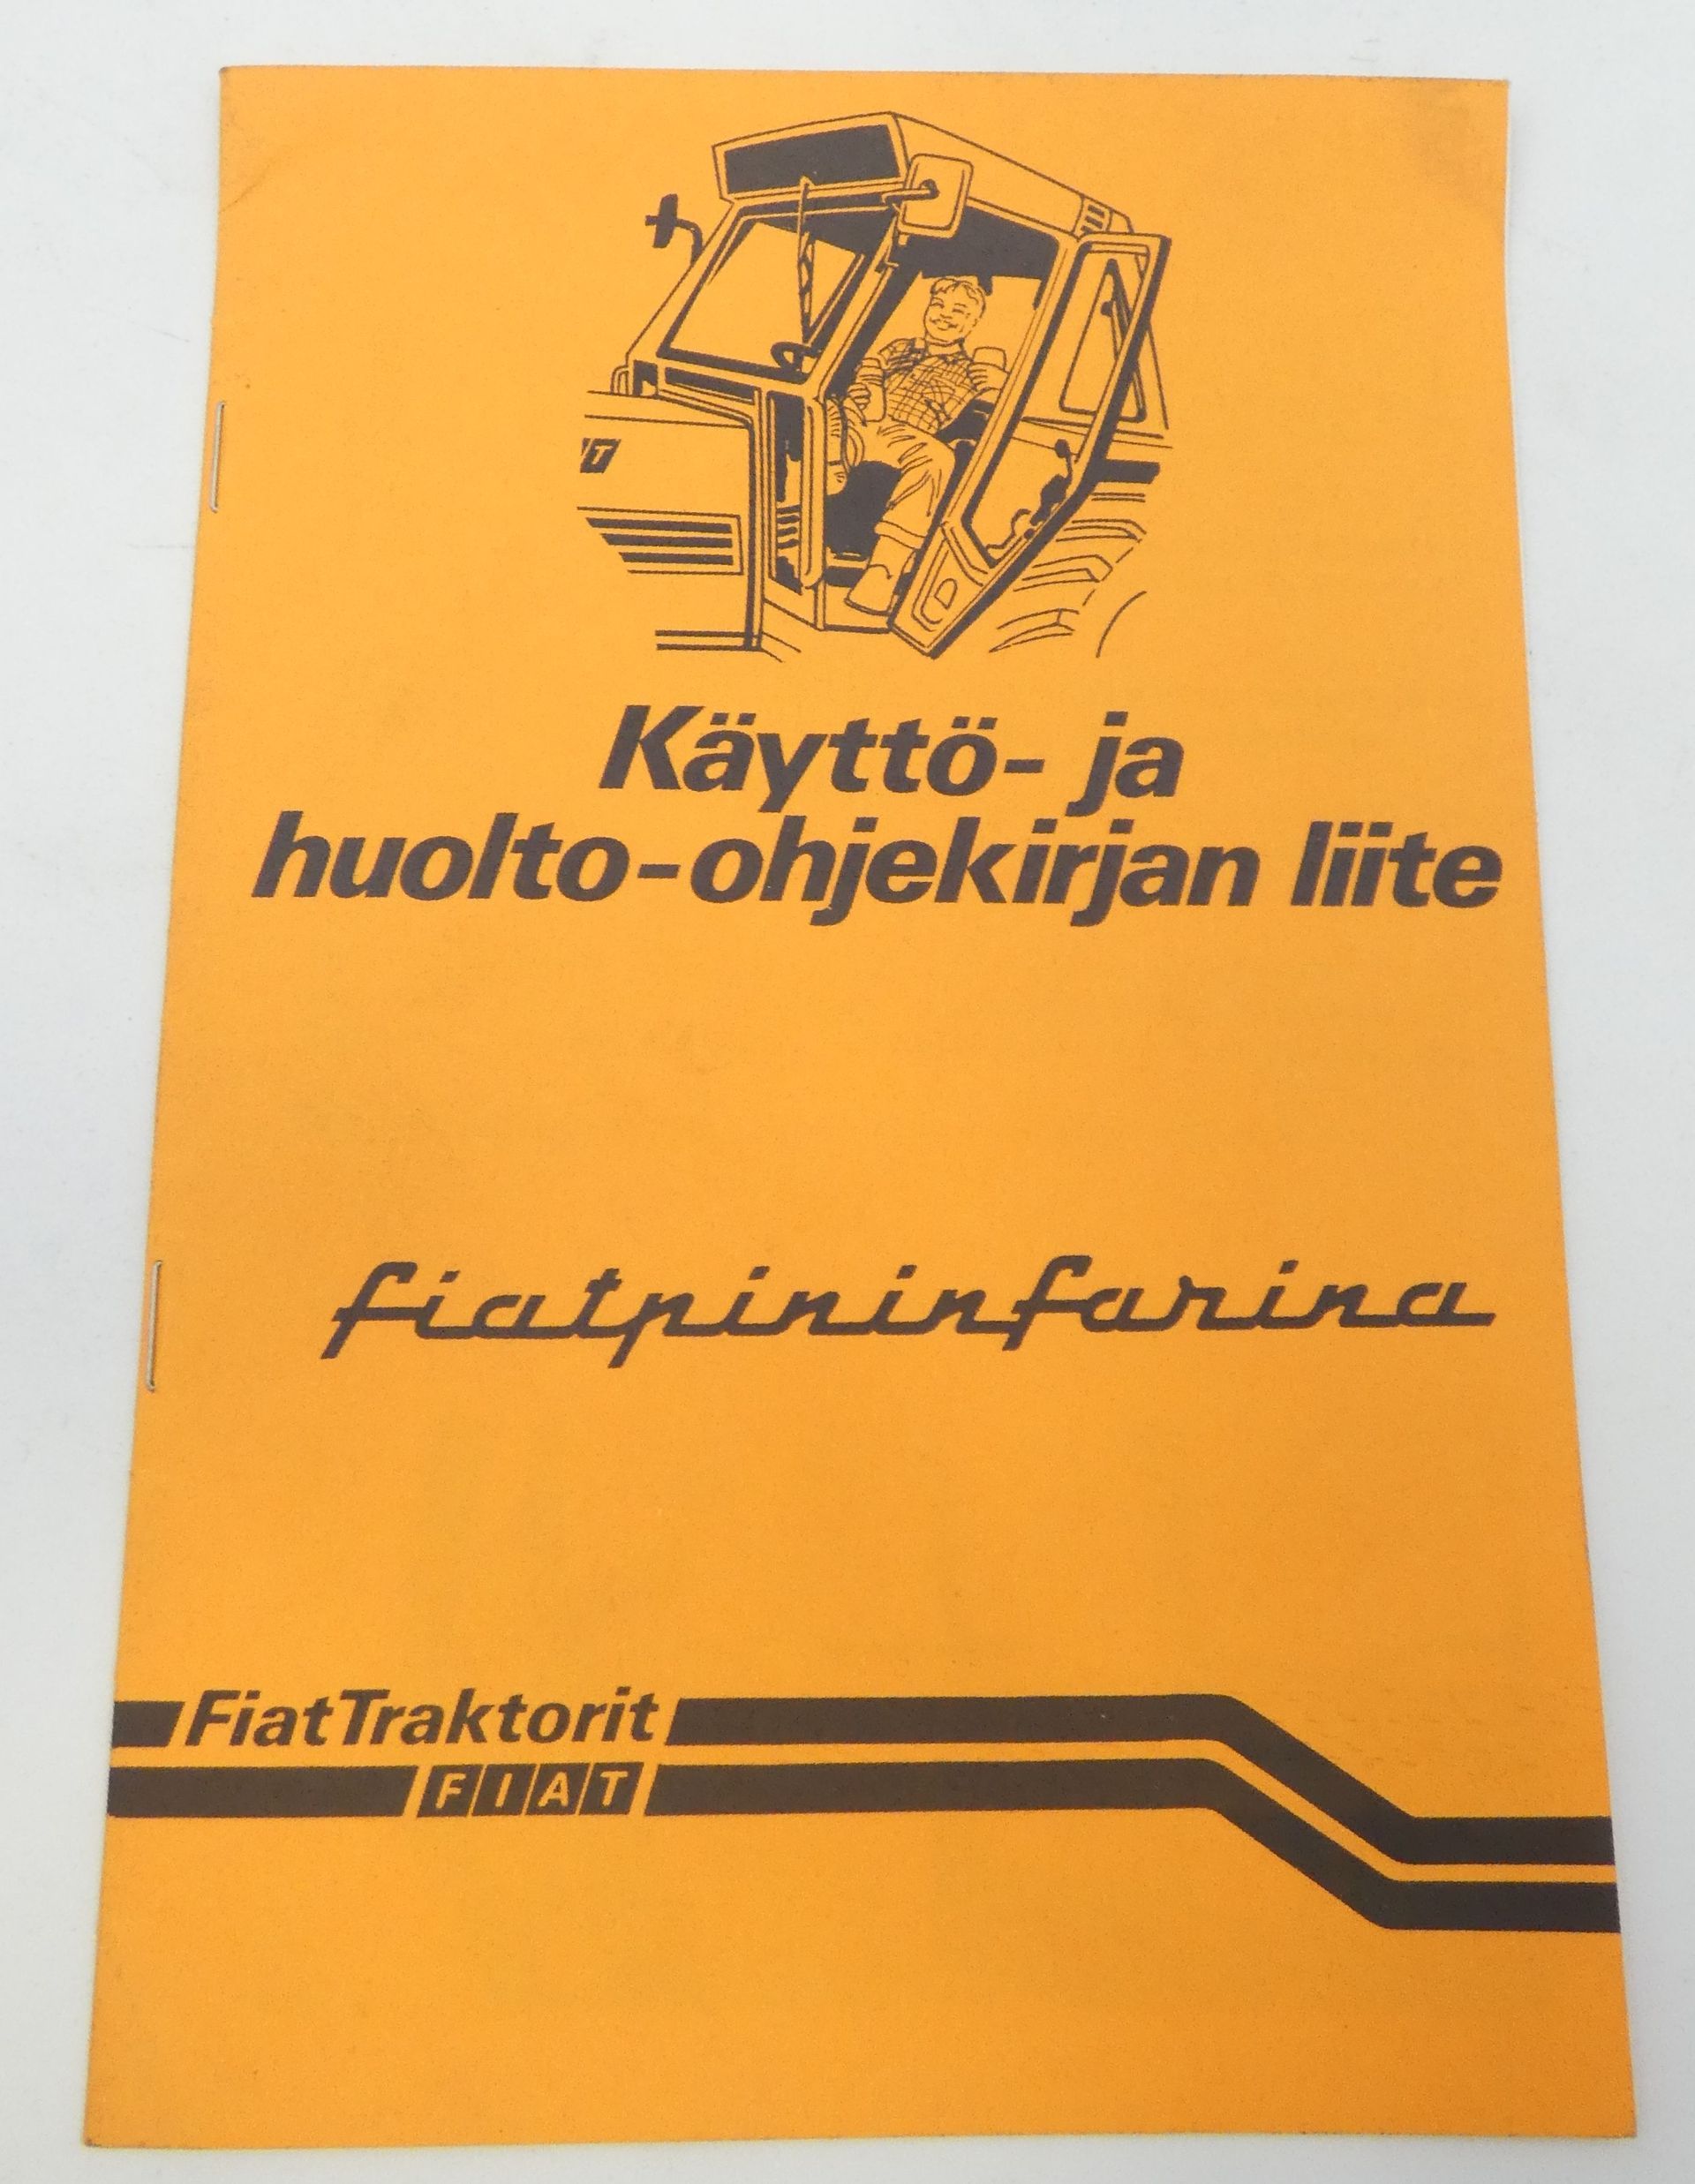 Käyttö- ja
huolto-ohjekirjan liite
fiatpininfarina
FiatTraktorit
FIAT